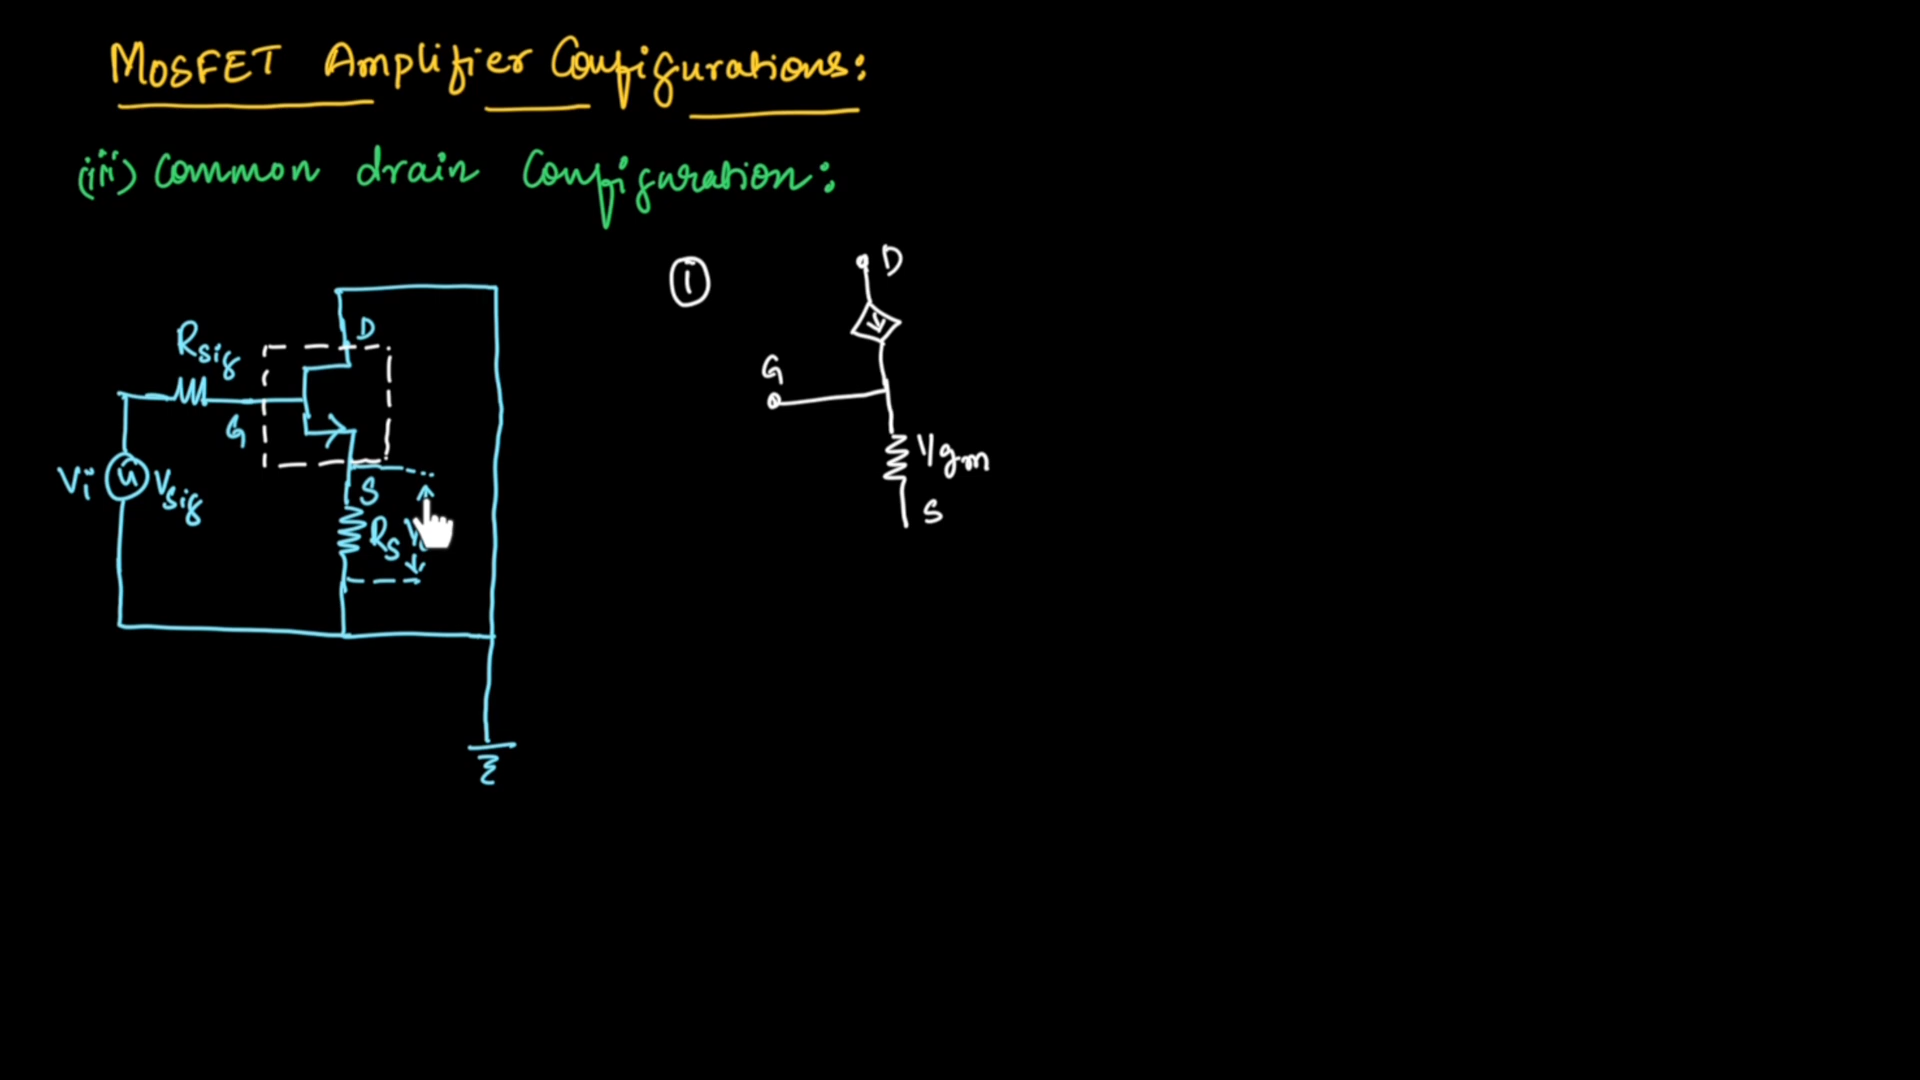 MOSFET Amplifier Configurations:
(iii) Common drain Configuration:
1
D
G
1/gm
S
Rsig
D
G
Vi
Vsig
S
Rs